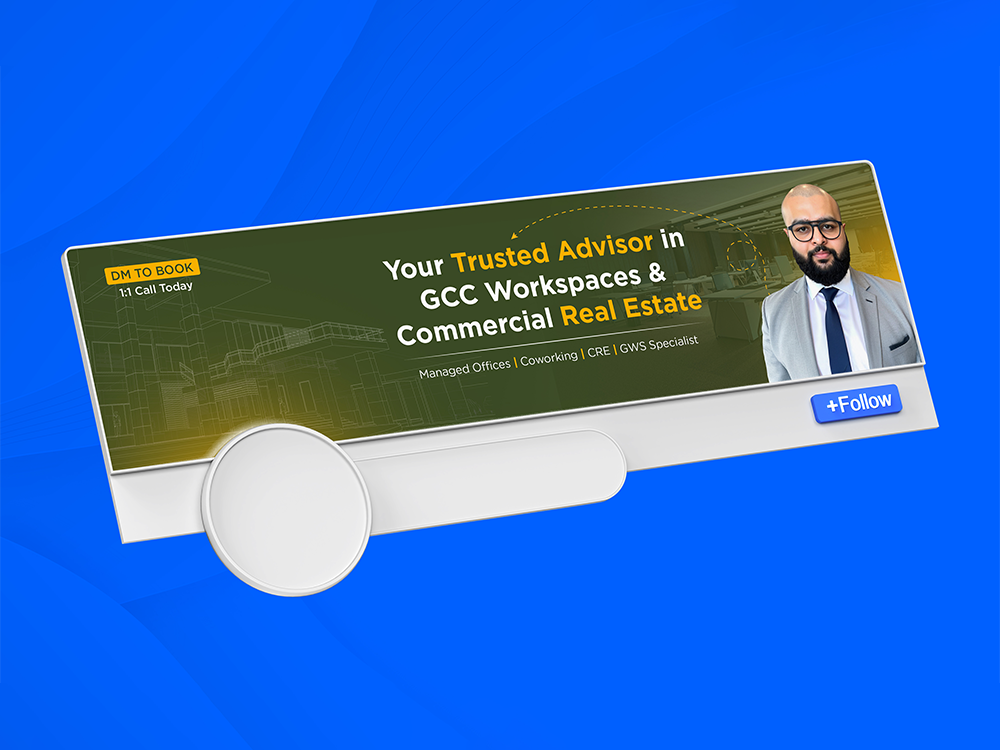 DM TO BOOK
1:1 Call Today
Your Trusted Advisor in
GCC Workspaces &
Commercial Real Estate
Managed Offices | Coworking | CRE | GWS Specialist
+Follow